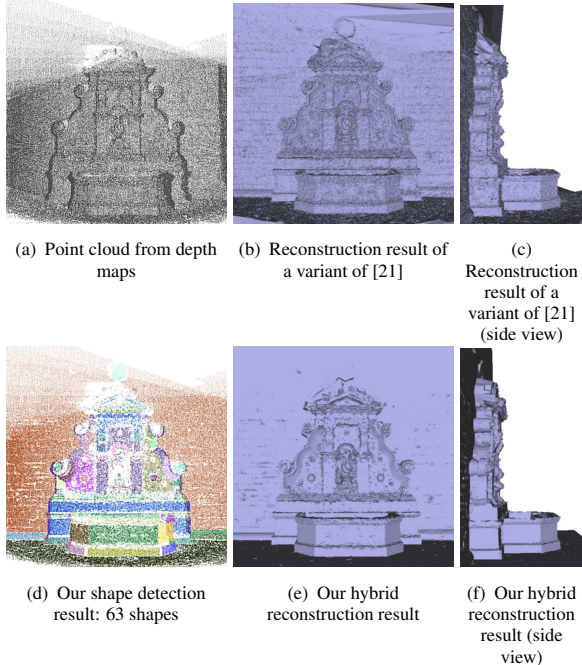 (a) Point cloud from depth
maps
(b) Reconstruction result of
a variant of [21]
(c)
Reconstruction
result of a
variant of [21]
(side view)
(d) Our shape detection
result: 63 shapes
(e) Our hybrid
reconstruction result
(f) Our hybrid
reconstruction
result (side
view)